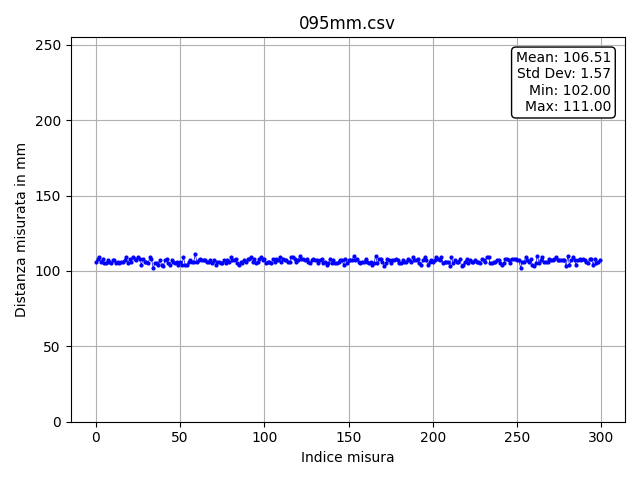 095mm.csv
Mean: 106.51
Std Dev: 1.57
Min: 102.00
Max: 111.00
Distanza misurata in mm
250
200
150
100
50
0
0 50 100 150 200 250 300
Indice misura